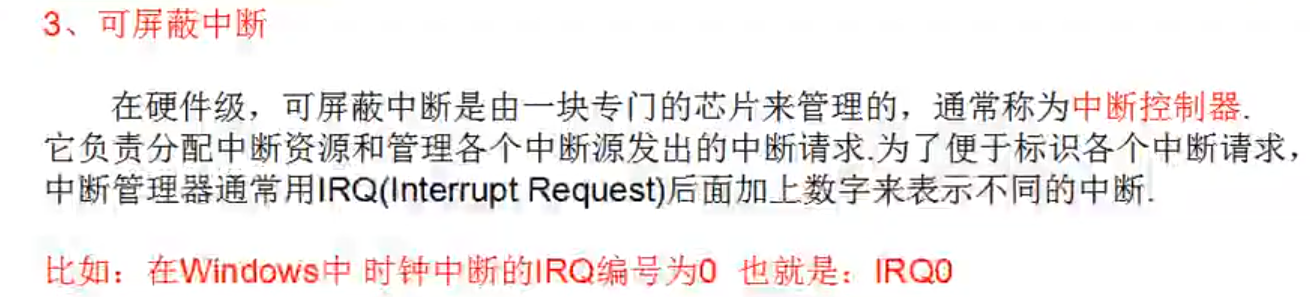 3、可屏蔽中断
在硬件级，可屏蔽中断是由一块专门的芯片来管理的，通常称为中断控制器.
它负责分配中断资源和管理各个中断源发出的中断请求.为了便于标识各个中断请求，
中断管理器通常用IRQ(Interrupt Request)后面加上数字来表示不同的中断.
比如：在Windows中 时钟中断的IRQ编号为0 也就是：IRQ0